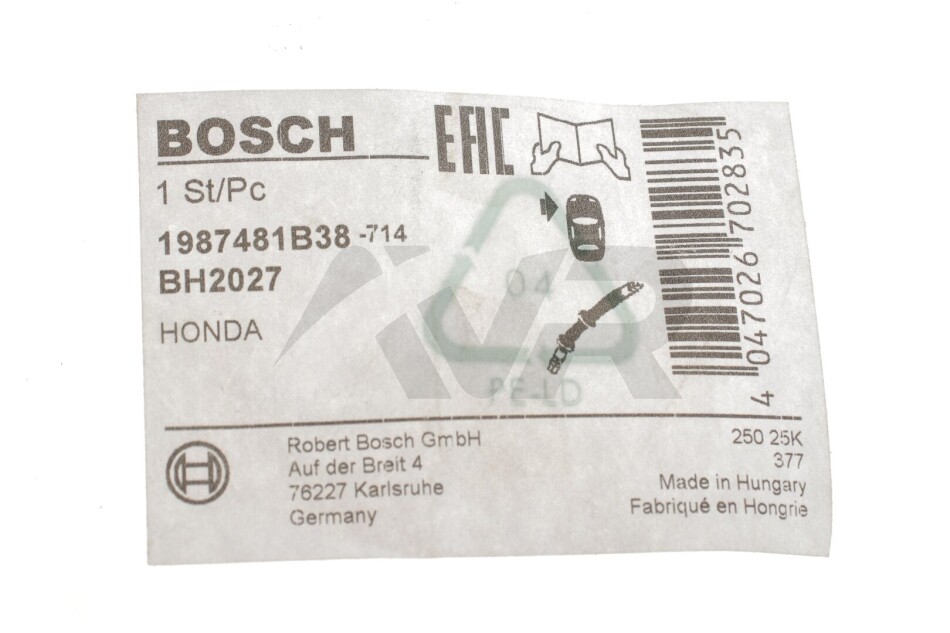 BOSCH
EAC
1 St/Pc
1987481B38 -714
BH2027
HONDA
04
PE-LD
4 047026 702835
Robert Bosch GmbH
Auf der Breit 4
76227 Karlsruhe
Germany
250 25K
377
Made in Hungary
Fabriqué en Hongrie